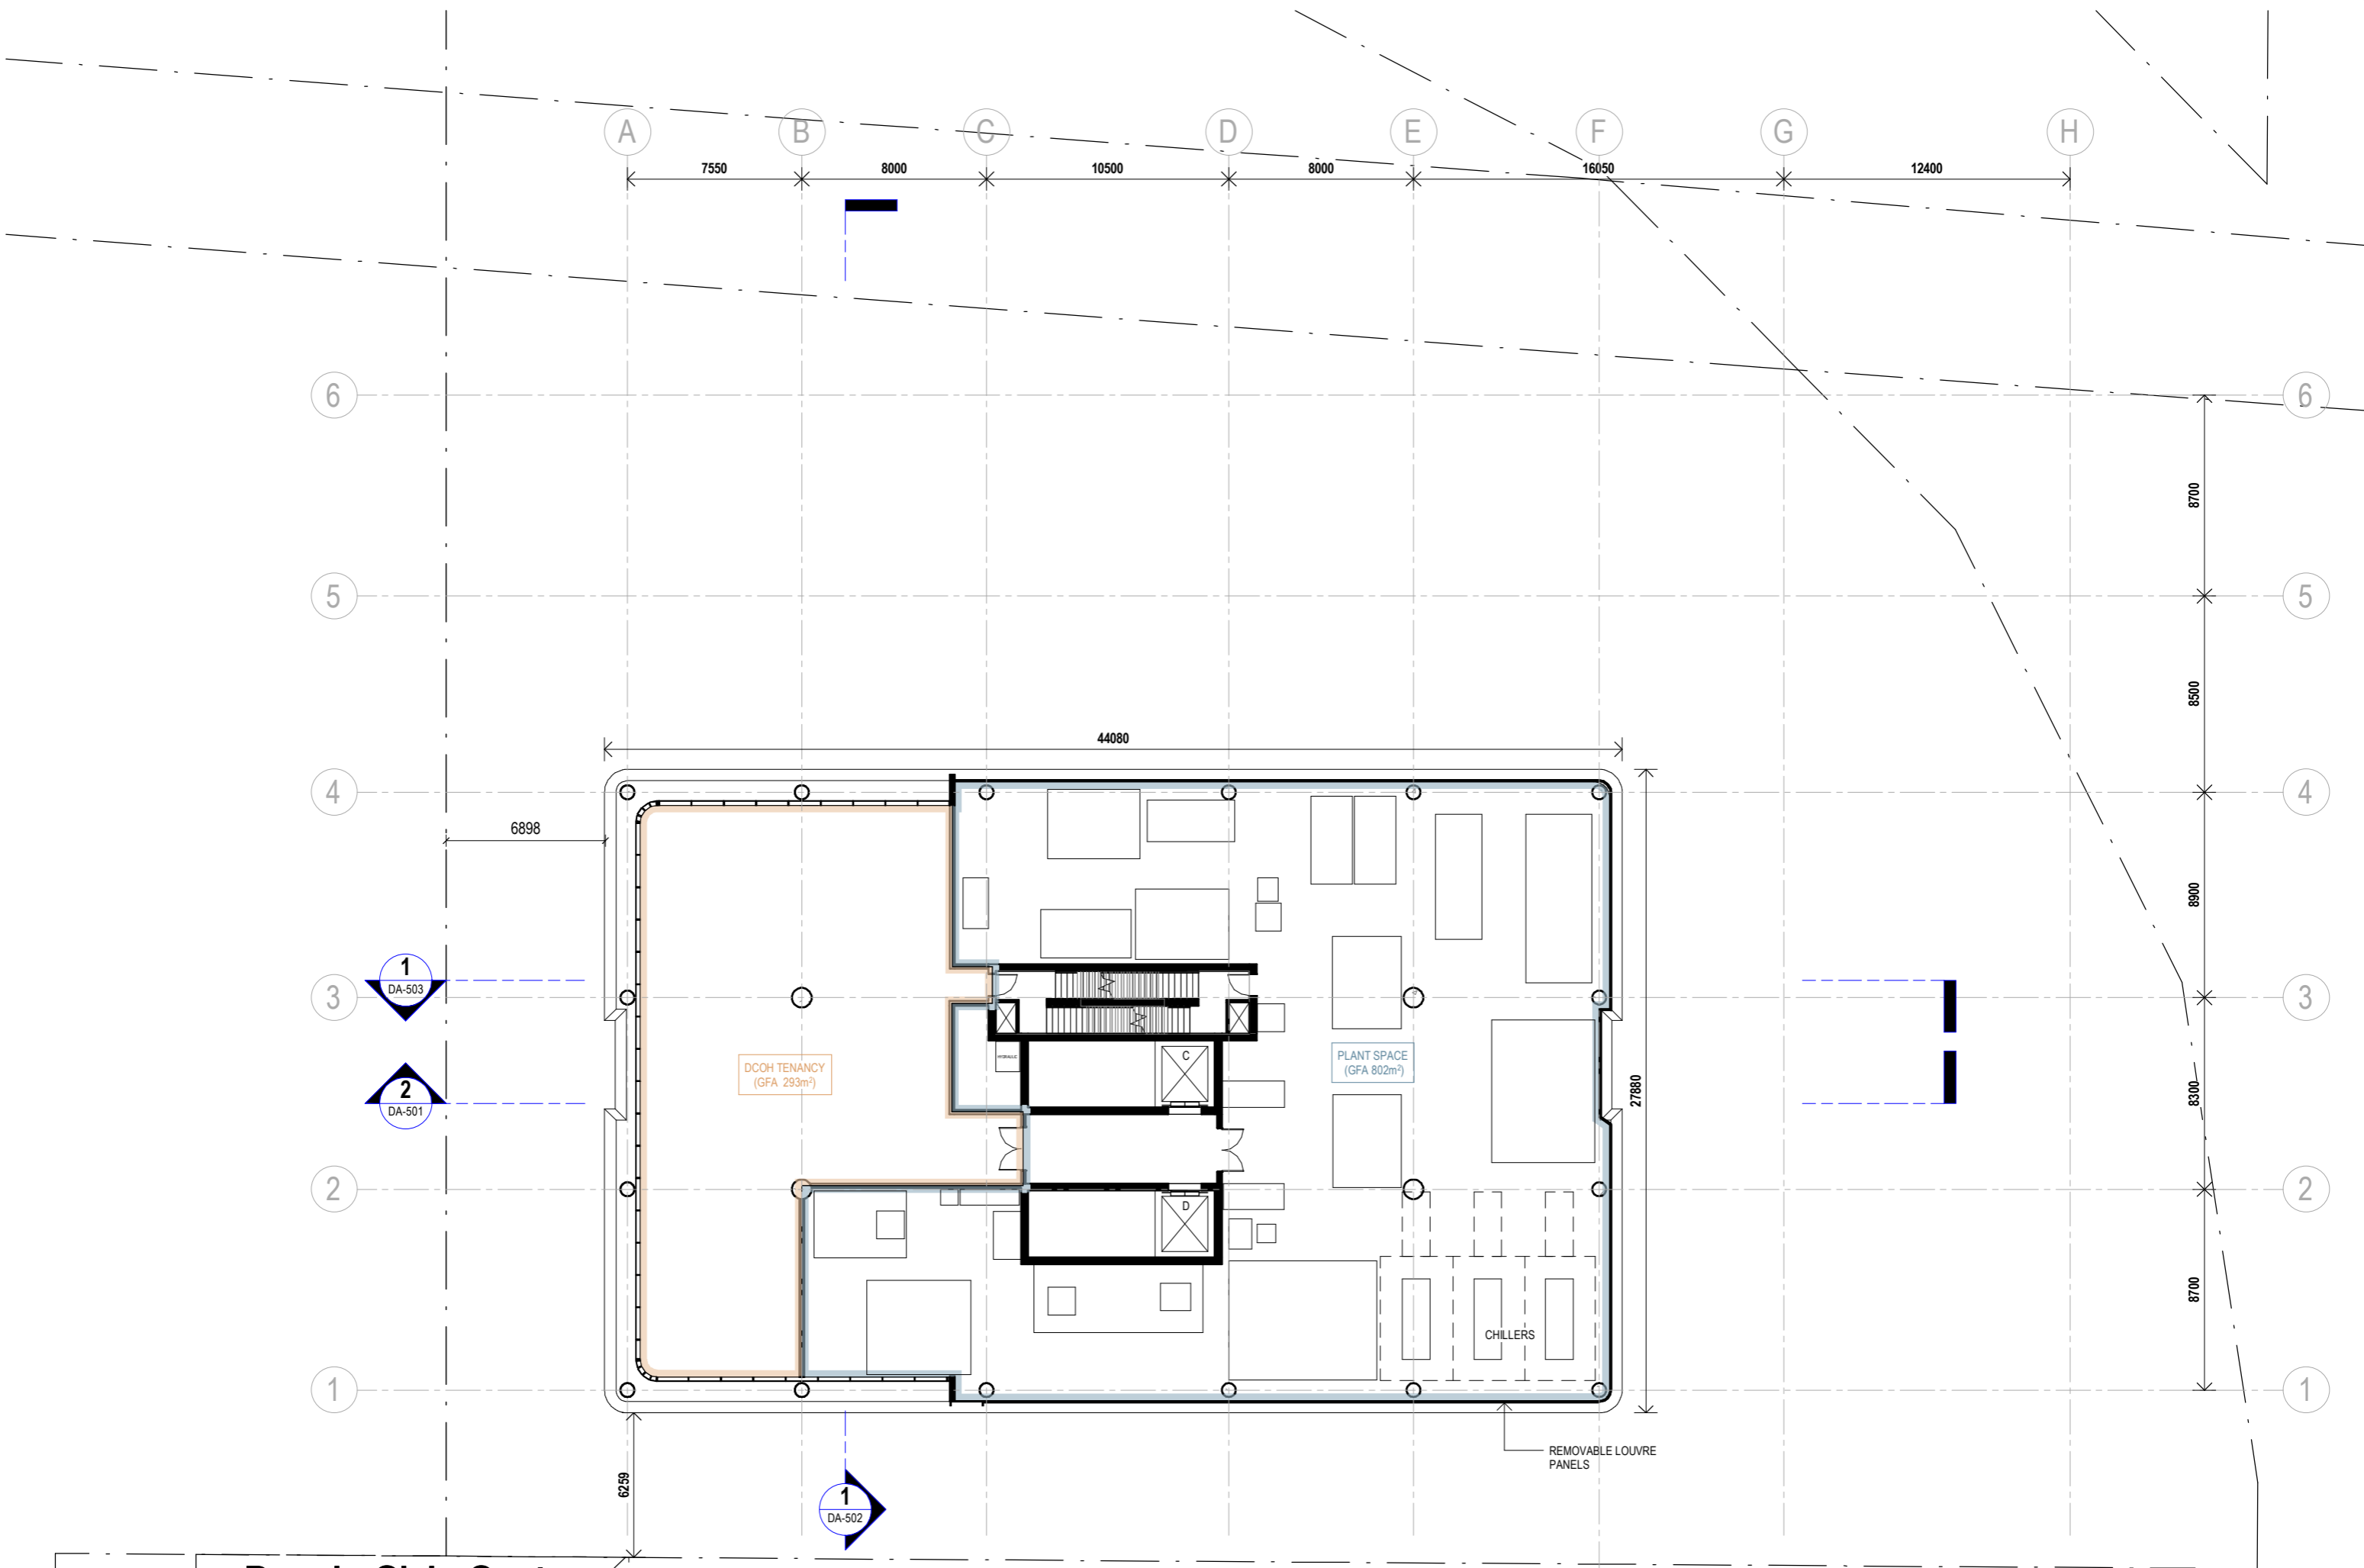 A B C D E F G H
7550 8000 10500 8000 16050 12400
6 6
8700
5 5
8500
44080
4 4
6898
8900
1
DA-503
3 3
HYDRAULIC
C
DCOH TENANCY
(GFA 293m²)
PLANT SPACE
(GFA 802m²)
27880
8300
2
DA-501
2 2
D
8700
CHILLERS
1 1
REMOVABLE LOUVRE
PANELS
6259
1
DA-502